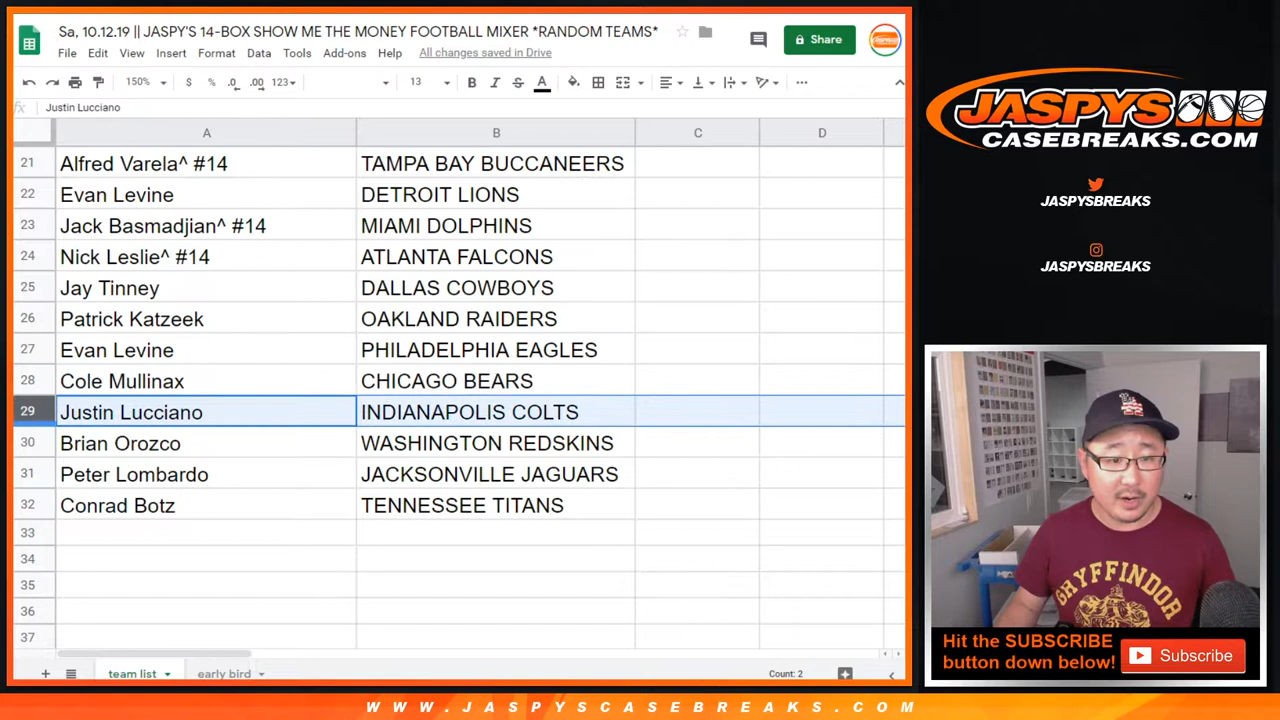 Sa, 10.12.19 || JASPY'S 14-BOX SHOW ME THE MONEY FOOTBALL MIXER *RANDOM TEAMS*
File Edit View Insert Format Data Tools Add-ons Help All changes saved in Drive
Share
150% $ % .0 .00 123 13 B I S A
fx Justin Lucciano
A B C D
21 Alfred Varela^ #14 TAMPA BAY BUCCANEERS
22 Evan Levine DETROIT LIONS
23 Jack Basmadjian^ #14 MIAMI DOLPHINS
24 Nick Leslie^ #14 ATLANTA FALCONS
25 Jay Tinney DALLAS COWBOYS
26 Patrick Katzeek OAKLAND RAIDERS
27 Evan Levine PHILADELPHIA EAGLES
28 Cole Mullinax CHICAGO BEARS
29 Justin Lucciano INDIANAPOLIS COLTS
30 Brian Orozco WASHINGTON REDSKINS
31 Peter Lombardo JACKSONVILLE JAGUARS
32 Conrad Botz TENNESSEE TITANS
33
34
35
36
37
team list early bird Count: 2
JASPYS
CASEBREAKS.COM
JASPYSBREAKS
JASPYSBREAKS
GRYFFINDOR
Hit the SUBSCRIBE
button down below!
Subscribe
WWW.JASPYSCASEBREAKS.COM